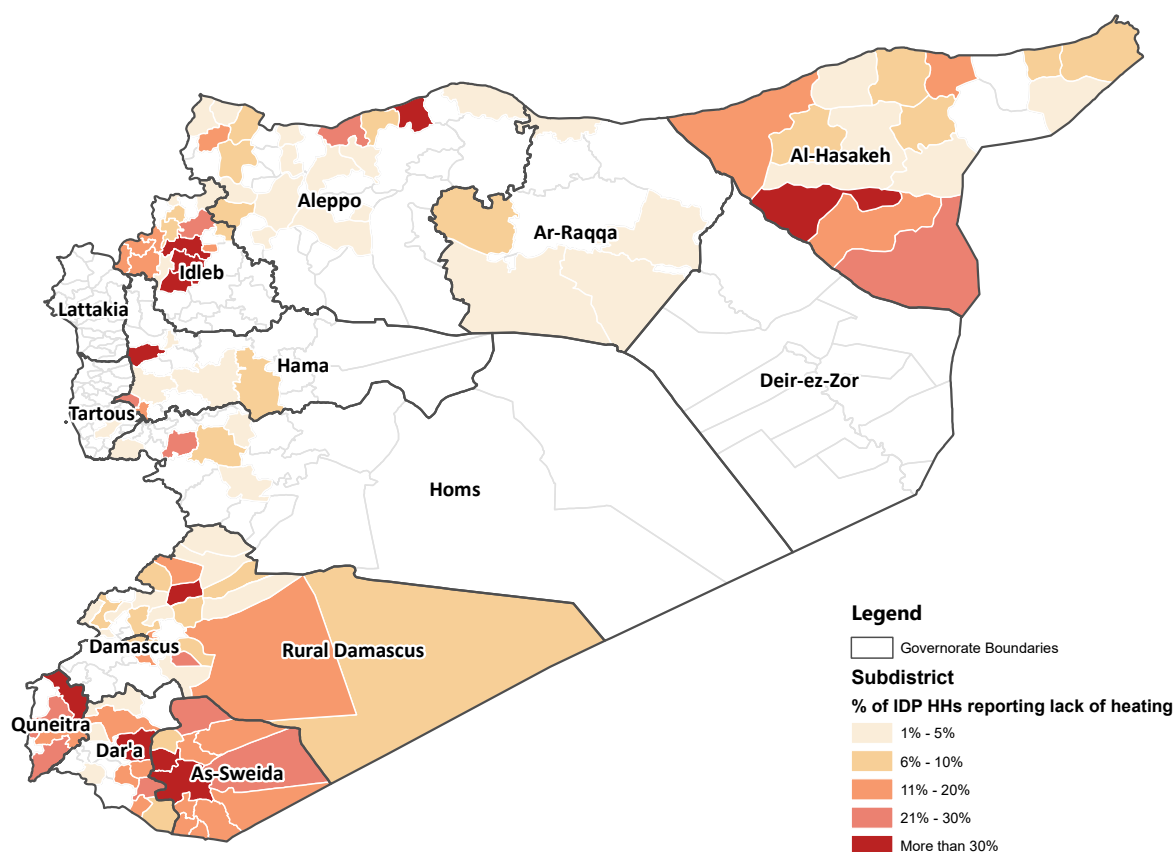 Al-Hasakeh
Aleppo
Ar-Raqqa
Idleb
Lattakia
Hama
Deir-ez-Zor
Tartous
Homs
Damascus
Rural Damascus
Quneitra
Dar'a
As-Sweida
Legend
Governorate Boundaries
Subdistrict
% of IDP HHs reporting lack of heating
1% - 5%
6% - 10%
11% - 20%
21% - 30%
More than 30%